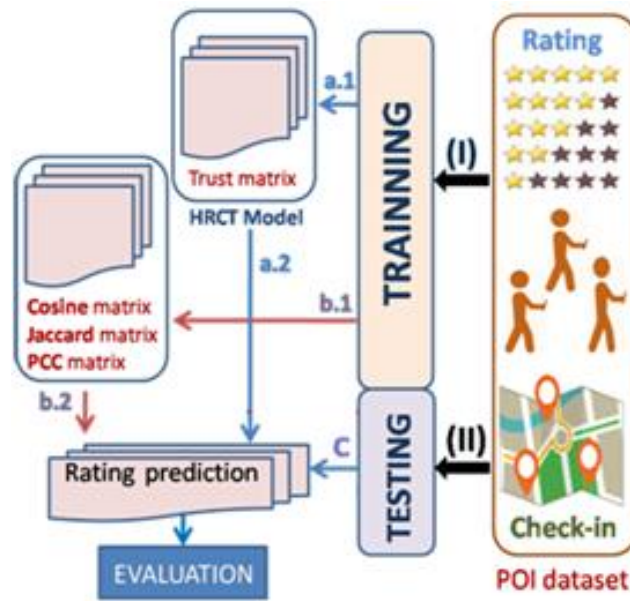 Rating
a.1
(I)
TRAINNING
Trust matrix
HRCT Model
a.2
Cosine matrix
Jaccard matrix
PCC matrix
b.1
b.2
Rating prediction
C
TESTING
(II)
Check-in
EVALUATION
POI dataset